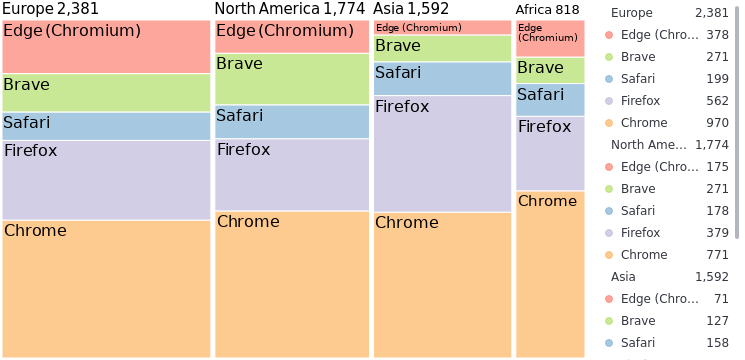 Europe 2,381
Edge (Chromium)
Brave
Safari
Firefox
Chrome
North America 1,774
Edge (Chromium)
Brave
Safari
Firefox
Chrome
Asia 1,592
Edge (Chromium)
Brave
Safari
Firefox
Chrome
Africa 818
Edge
(Chromium)
Brave
Safari
Firefox
Chrome
Europe 2,381
Edge (Chro... 378
Brave 271
Safari 199
Firefox 562
Chrome 970
North Ame... 1,774
Edge (Chro... 175
Brave 271
Safari 178
Firefox 379
Chrome 771
Asia 1,592
Edge (Chro... 71
Brave 127
Safari 158